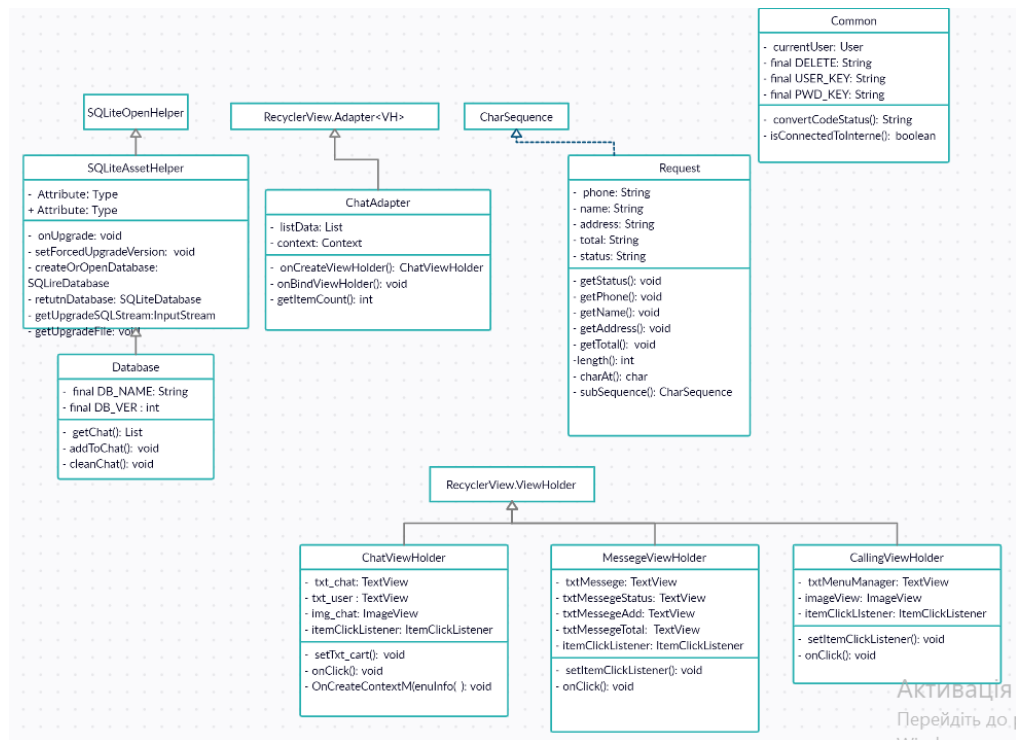 Common
- currentUser: User
- final DELETE: String
- final USER_KEY: String
- final PWD_KEY: String
- convertCodeStatus(): String
- isConnectedToInterne(): boolean
SQLiteOpenHelper
RecyclerView.Adapter<VH>
CharSequence
SQLiteAssetHelper
- Attribute: Type
+ Attribute: Type
- onUpgrade: void
- setForcedUpgradeVersion: void
- createOrOpenDatabase:
SQLireDatabase
- retutnDatabase: SQLiteDatabase
- getUpgradeSQLStream:InputStream
- getUpgradeFile: void
ChatAdapter
- listData: List
- context: Context
- onCreateViewHolder(): ChatViewHolder
- onBindViewHolder(): void
- getItemCount(): int
Request
- phone: String
- name: String
- address: String
- total: String
- status: String
- getStatus(): void
- getPhone(): void
- getName(): void
- getAddress(): void
- getTotal(): void
-length(): int
- charAt(): char
- subSequence(): CharSequence
Database
- final DB_NAME: String
- final DB_VER : int
- getChat(): List
- addToChat(): void
- cleanChat(): void
RecyclerView.ViewHolder
ChatViewHolder
- txt_chat: TextView
- txt_user : TextView
- img_chat: ImageView
- itemClickListener: ItemClickListener
- setTxt_cart(): void
- onClick(): void
- OnCreateContextM(enuInfo( ): void
MessegeViewHolder
- txtMessege: TextView
- txtMessegeStatus: TextView
- txtMessegeAdd: TextView
- txtMessegeTotal: TextView
- itemClickListener: ItemClickListener
- setItemClickListener(): void
- onClick(): void
CallingViewHolder
- txtMenuManager: TextView
- imageView: ImageView
- itemClickLIstener: ItemClickListener
- setItemClickListener(): void
- onClick(): void
Активація
Перейдіть до